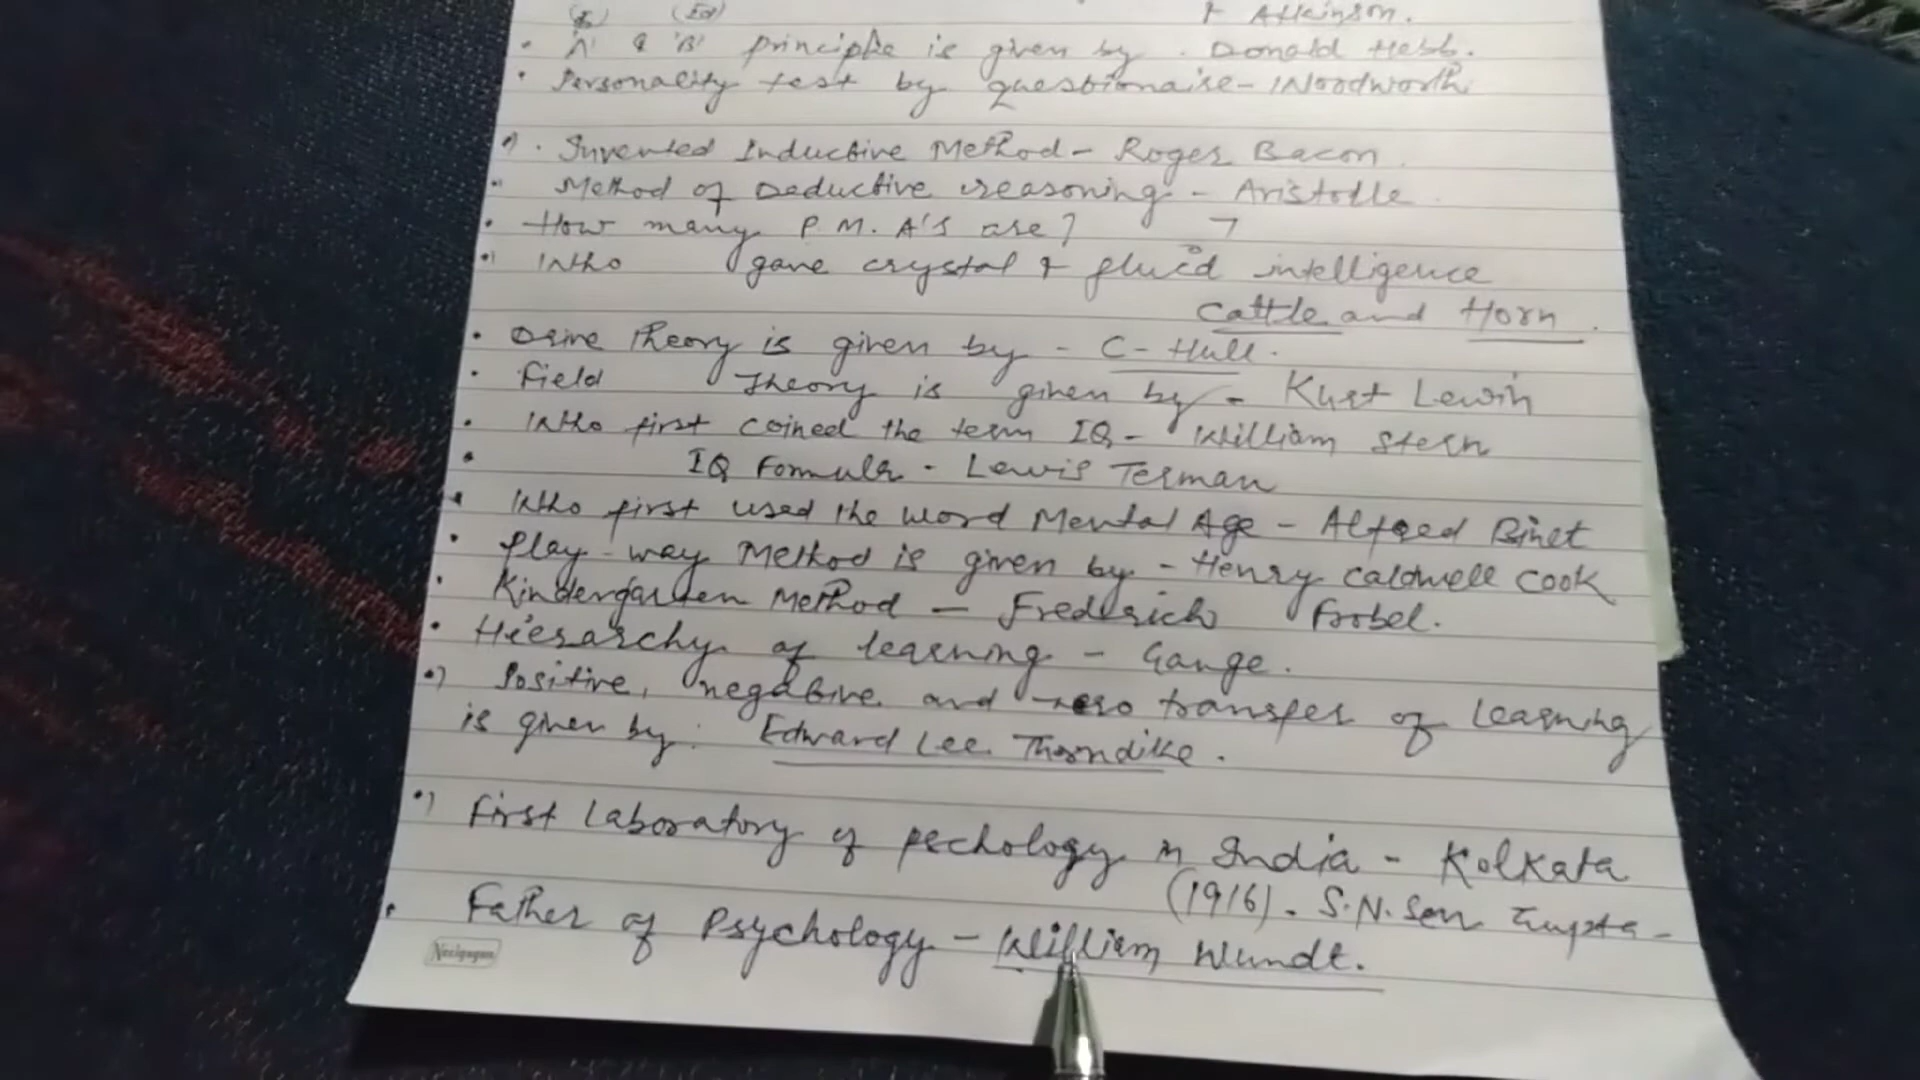 & Atkinson.
'A' & 'B' principle is given by . Donald Hebb.
• Personality test by questionaise - Woodworth
•) . Invented Inductive Method - Roger Bacon.
Method of Deductive reasoning - Aristotle.
• How many P.M.A's are? 7
•) Who gave crystal & fluid intelligence
Cattle and Horn.
• Drive theory is given by - C-Hull.
• Field Theory is given by - Kurt Lewin
• Who first coined the term IQ - William Stern
• IQ Formula - Lewis Terman
• Who first used the word Mental Age - Alfred Binet
• Play-way Method is given by - Henry Caldwell Cook
• Kindergarten Method - Frederich Frobel.
• Hierarchy of learning - Gange.
•) Positive, negative and zero transfer of Learning
is given by: Edward Lee Thorndike.
•) First Laboratory of pechology in India - Kolkata
(1916). S.N. Sen Gupta -
• Father of Psychology - William Wundt.
Neelgagan